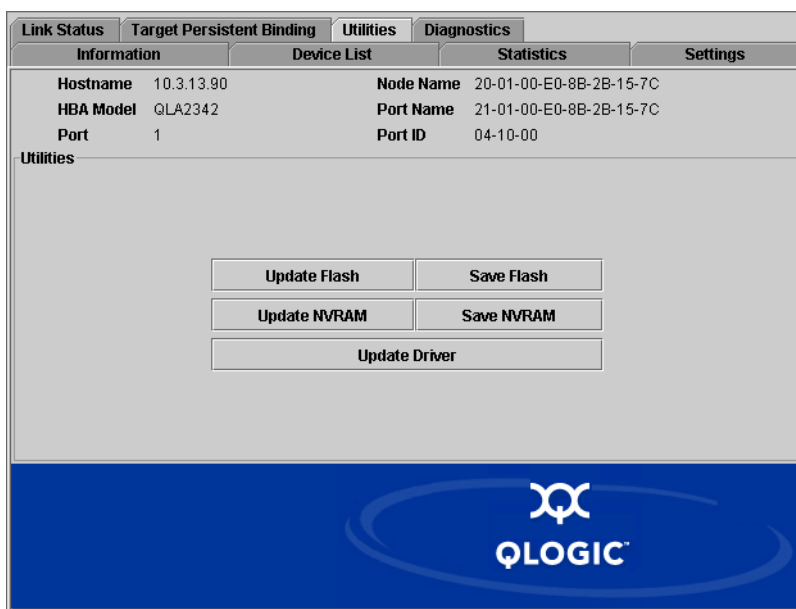 Link Status Target Persistent Binding Utilities Diagnostics
Information Device List Statistics Settings
Hostname 10.3.13.90 Node Name 20-01-00-E0-8B-2B-15-7C
HBA Model QLA2342 Port Name 21-01-00-E0-8B-2B-15-7C
Port 1 Port ID 04-10-00
Utilities
Update Flash Save Flash
Update NVRAM Save NVRAM
Update Driver
QLOGIC™